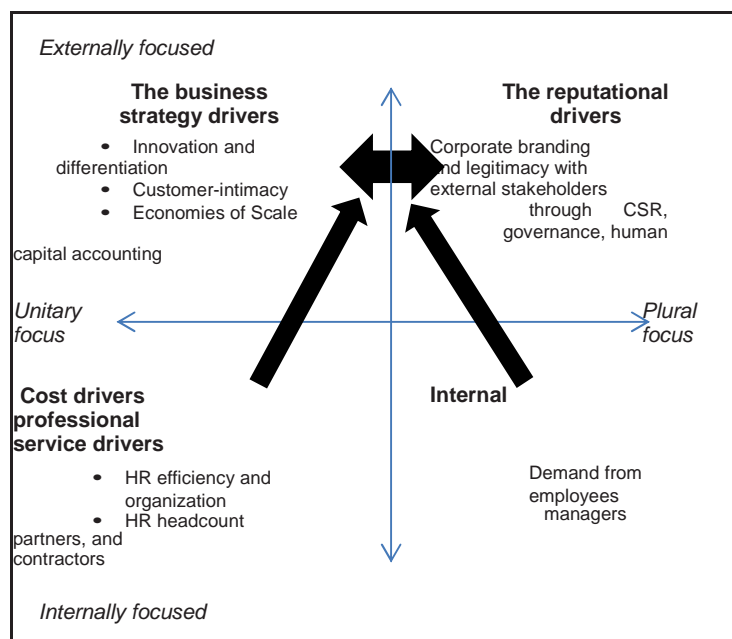 Externally focused
The business
strategy drivers
• Innovation and
differentiation
• Customer-intimacy
• Economies of Scale
The reputational
drivers
Corporate branding
and legitimacy with
external stakeholders
through CSR,
governance, human
capital accounting
Unitary
focus
Plural
focus
Cost drivers
professional
service drivers
• HR efficiency and
organization
• HR headcount
Internal
Demand from
employees
managers
partners, and
contractors
Internally focused